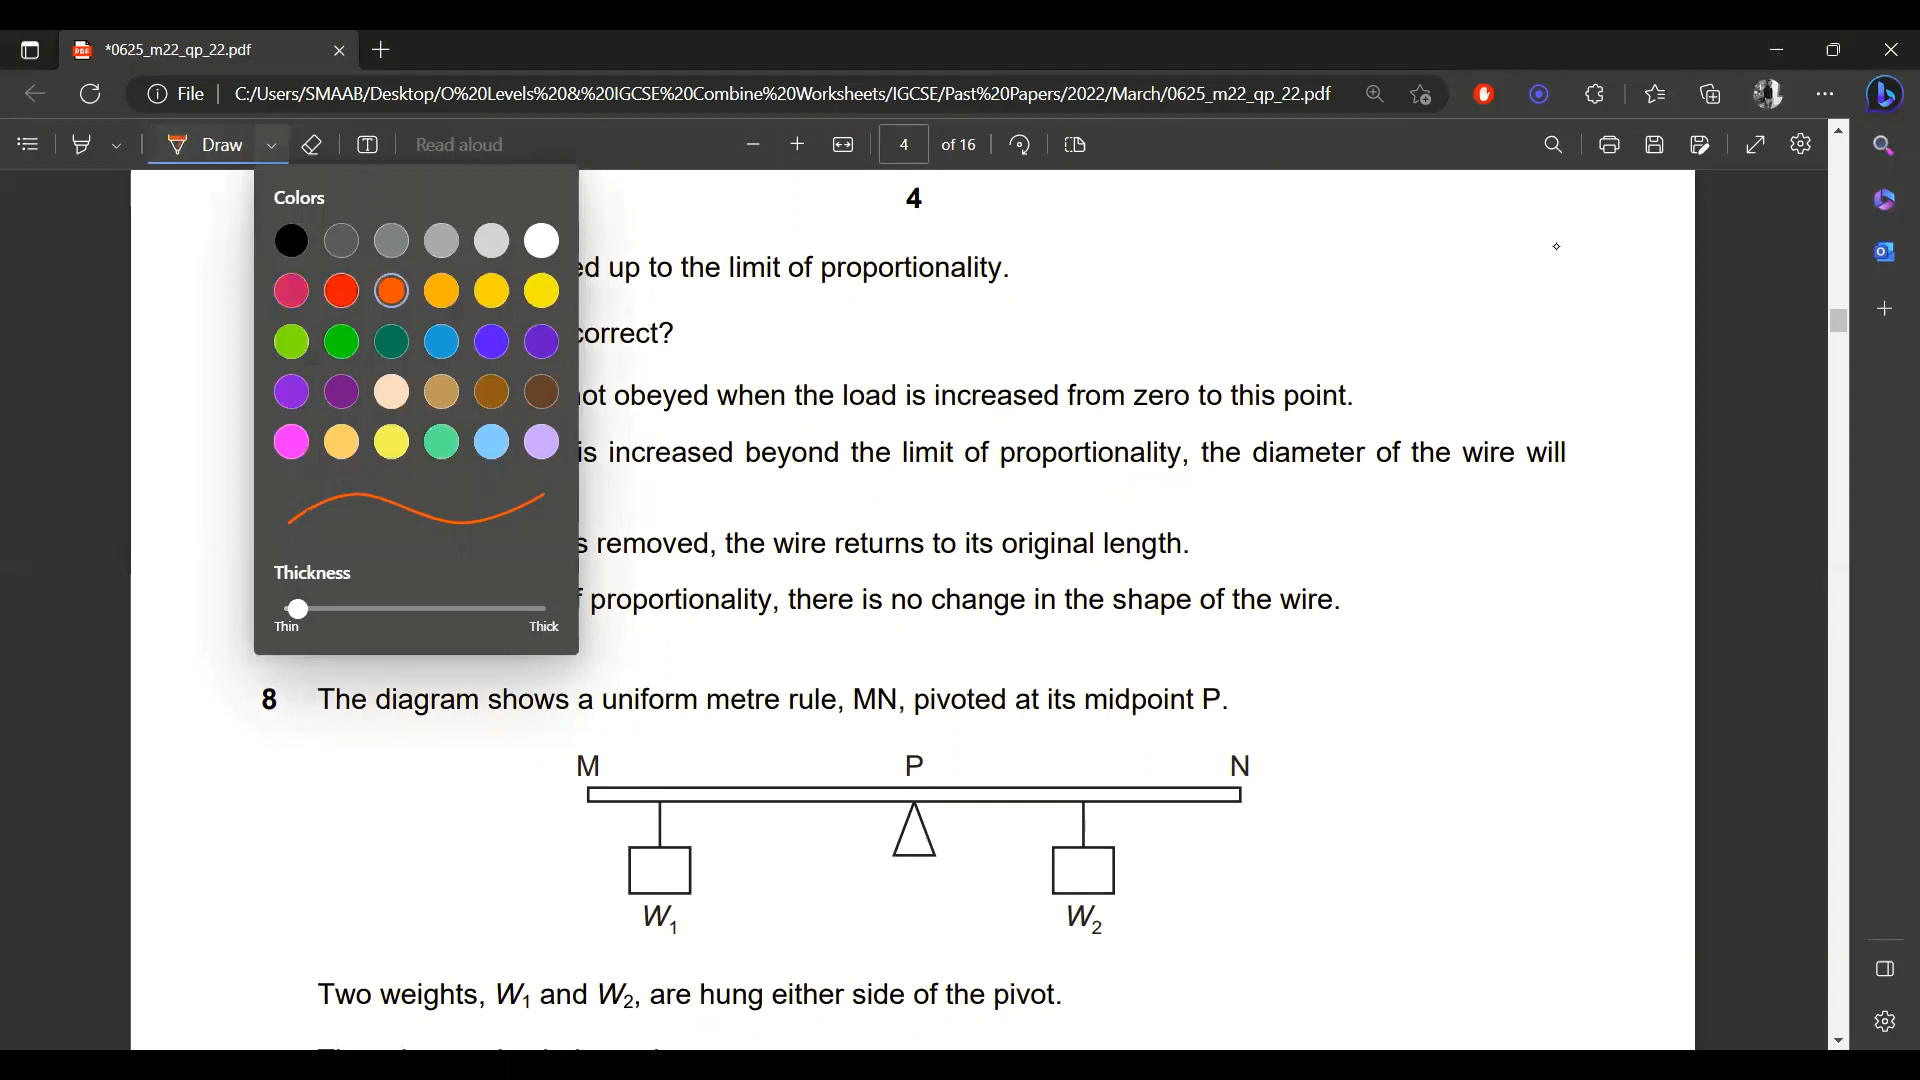 *0625_m22_qp_22.pdf
File
C:/Users/SMAAB/Desktop/O%20Levels%20&%20IGCSE%20Combine%20Worksheets/IGCSE/Past%20Papers/2022/March/0625_m22_qp_22.pdf
Draw
Read aloud
4 of 16
Colors
Thickness
Thin Thick
4
ed up to the limit of proportionality.
correct?
not obeyed when the load is increased from zero to this point.
is increased beyond the limit of proportionality, the diameter of the wire will
s removed, the wire returns to its original length.
f proportionality, there is no change in the shape of the wire.
8 The diagram shows a uniform metre rule, MN, pivoted at its midpoint P.
M P N
W1 W2
Two weights, W1 and W2, are hung either side of the pivot.